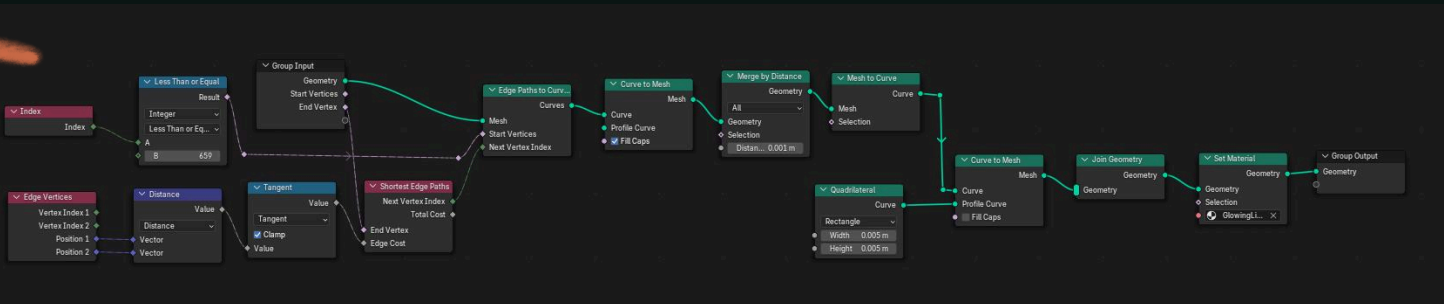 Index
Index
Less Than or Equal
Result
Integer
Less Than or Eq...
A
B 659
Group Input
Geometry
Start Vertices
End Vertex
Edge Vertices
Vertex Index 1
Vertex Index 2
Position 1
Position 2
Distance
Value
Distance
Vector
Vector
Tangent
Value
Tangent
Clamp
Value
Shortest Edge Paths
Next Vertex Index
Total Cost
End Vertex
Edge Cost
Edge Paths to Curv...
Curves
Mesh
Start Vertices
Next Vertex Index
Curve to Mesh
Mesh
Curve
Profile Curve
Fill Caps
Merge by Distance
Geometry
All
Geometry
Selection
Distan... 0.001 m
Mesh to Curve
Curve
Mesh
Selection
Quadrilateral
Curve
Rectangle
Width 0.005 m
Height 0.005 m
Curve to Mesh
Mesh
Curve
Profile Curve
Fill Caps
Join Geometry
Geometry
Geometry
Set Material
Geometry
Geometry
Selection
GlowingLi...
Group Output
Geometry